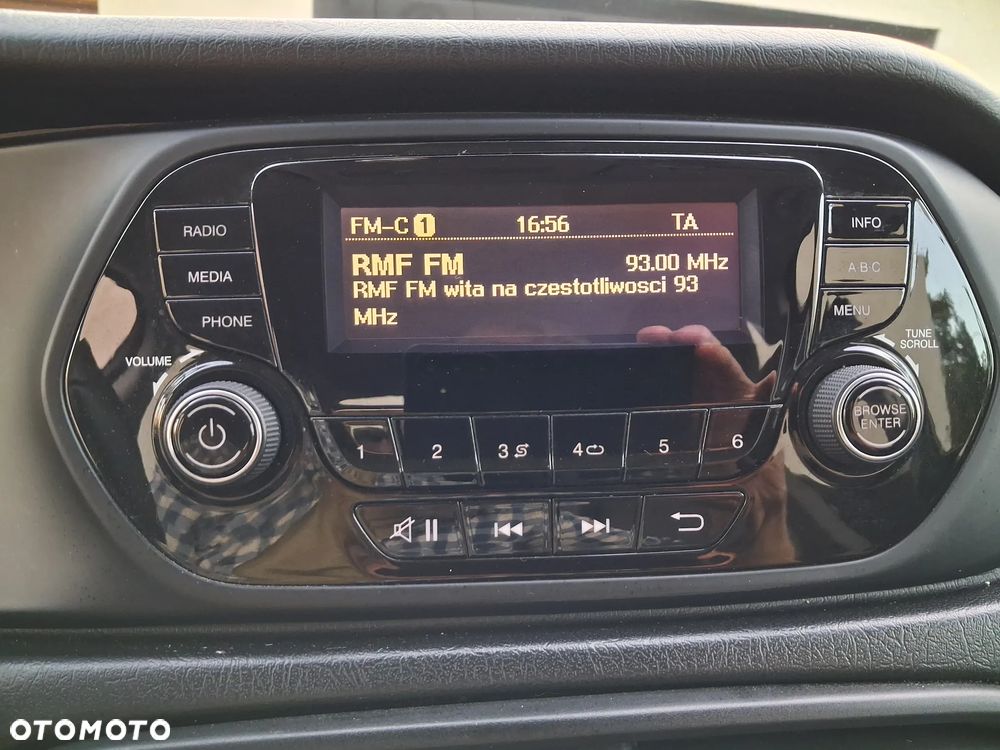 FM-C 1 16:56 TA
RMF FM 93.00 MHz
RMF FM wita na czestotliwosci 93
MHz
RADIO
MEDIA
PHONE
VOLUME
INFO
A·B·C
MENU
TUNE
SCROLL
BROWSE
ENTER
1 2 3 4 5 6
OTOMOTO